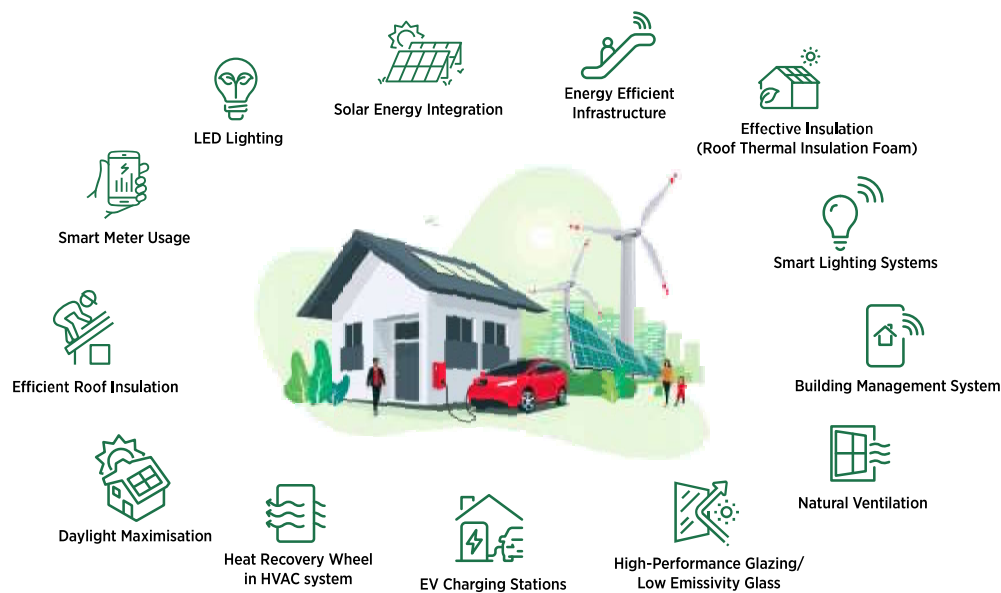 Solar Energy Integration
Energy Efficient
Infrastructure
LED Lighting
Effective Insulation
(Roof Thermal Insulation Foam)
Smart Meter Usage
Smart Lighting Systems
Efficient Roof Insulation
Building Management System
Daylight Maximisation
Natural Ventilation
Heat Recovery Wheel
in HVAC system
EV Charging Stations
High-Performance Glazing/
Low Emissivity Glass